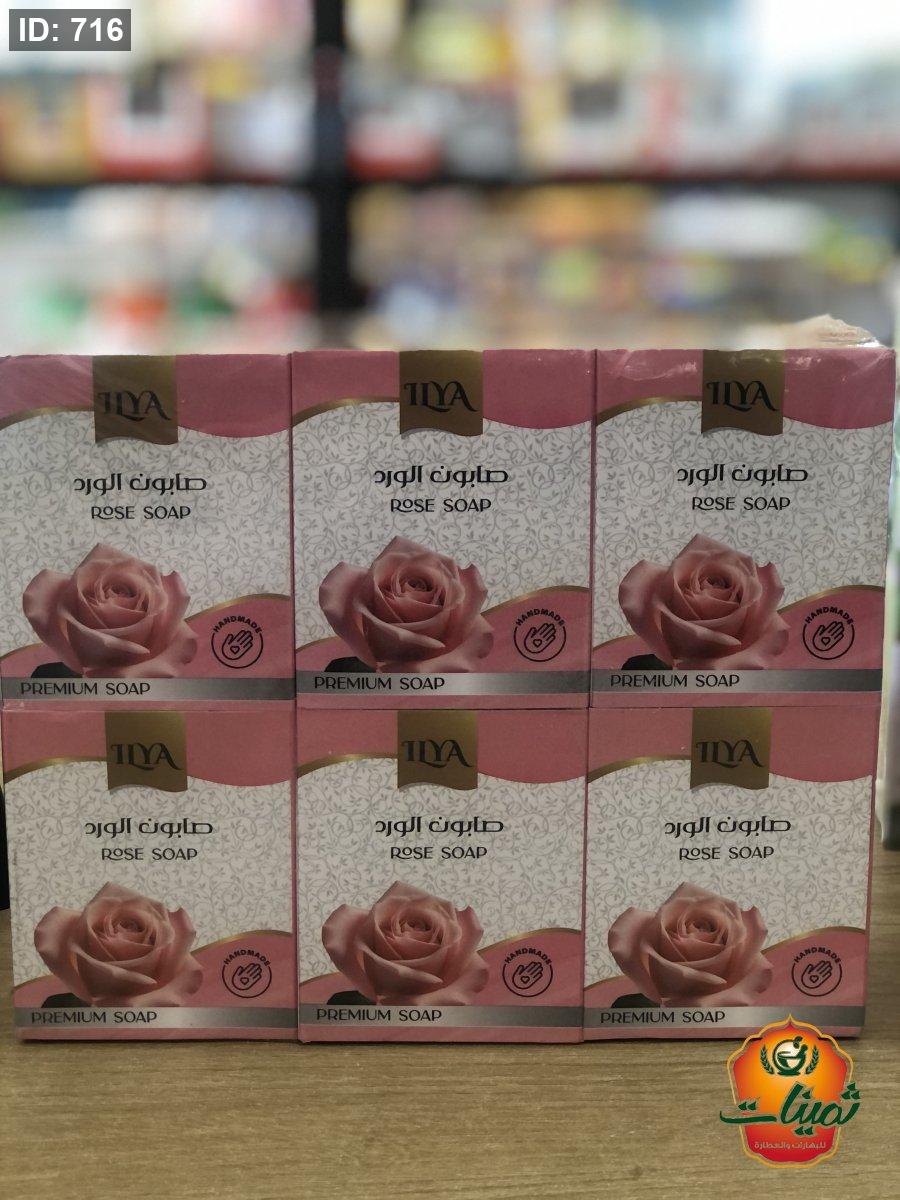 ID: 716
ILYA
صابون الورد
ROSE SOAP
HANDMADE
PREMIUM SOAP
ILYA
صابون الورد
ROSE SOAP
HANDMADE
PREMIUM SOAP
ILYA
صابون الورد
ROSE SOAP
HANDMADE
PREMIUM SOAP
ILYA
صابون الورد
ROSE SOAP
HANDMADE
PREMIUM SOAP
ILYA
صابون الورد
ROSE SOAP
HANDMADE
PREMIUM SOAP
ILYA
صابون الورد
ROSE SOAP
HANDMADE
PREMIUM SOAP
ثمينات
للبهارات والعطارة